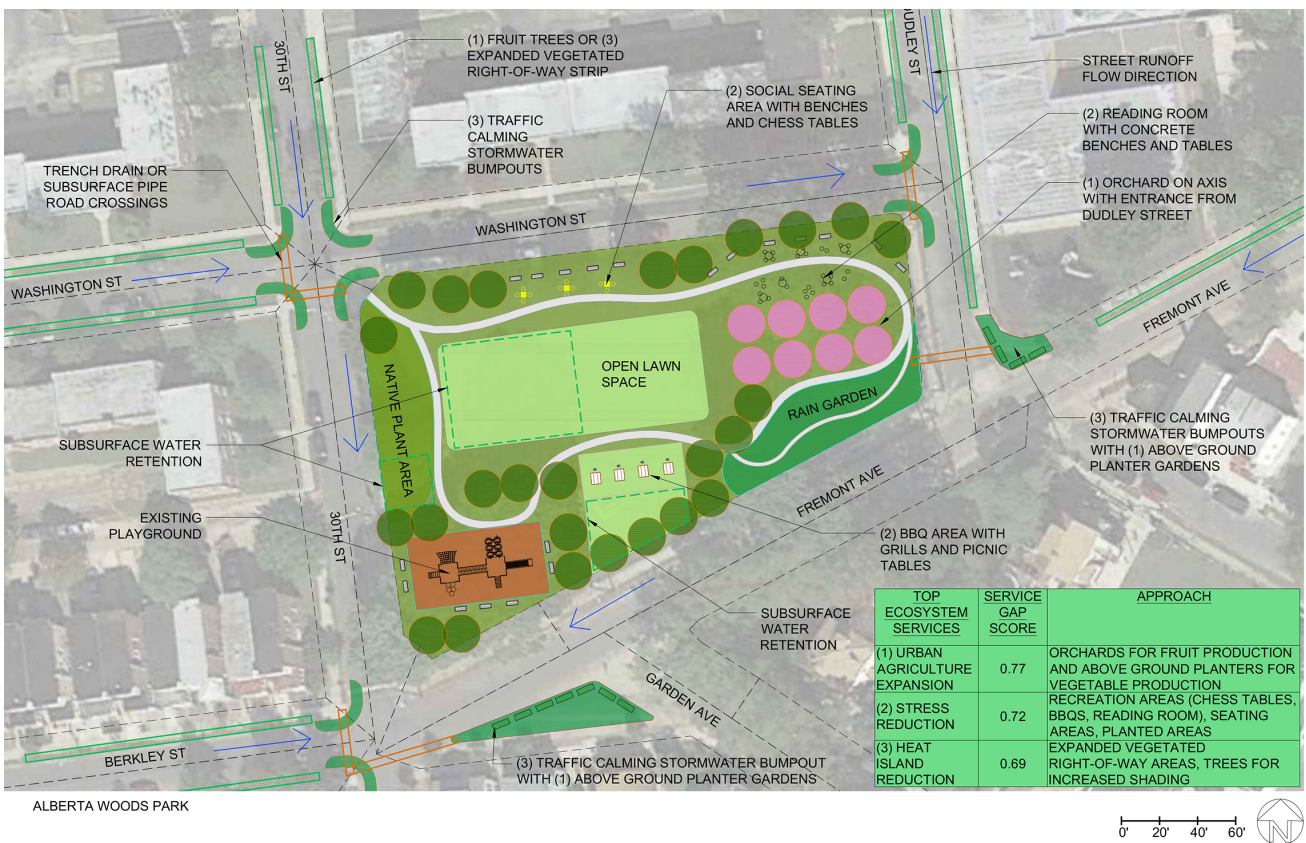 30TH ST
(1) FRUIT TREES OR (3)
EXPANDED VEGETATED
RIGHT-OF-WAY STRIP
(2) SOCIAL SEATING
AREA WITH BENCHES
AND CHESS TABLES
DUDLEY ST
STREET RUNOFF
FLOW DIRECTION
(3) TRAFFIC
CALMING
STORMWATER
BUMPOUTS
(2) READING ROOM
WITH CONCRETE
BENCHES AND TABLES
TRENCH DRAIN OR
SUBSURFACE PIPE
ROAD CROSSINGS
(1) ORCHARD ON AXIS
WITH ENTRANCE FROM
DUDLEY STREET
WASHINGTON ST
WASHINGTON ST
FREMONT AVE
NATIVE PLANT AREA
OPEN LAWN
SPACE
RAIN GARDEN
(3) TRAFFIC CALMING
STORMWATER BUMPOUTS
WITH (1) ABOVE GROUND
PLANTER GARDENS
SUBSURFACE WATER
RETENTION
FREMONT AVE
EXISTING
PLAYGROUND
30TH ST
(2) BBQ AREA WITH
GRILLS AND PICNIC
TABLES
SUBSURFACE
WATER
RETENTION
GARDEN AVE
BERKLEY ST
(3) TRAFFIC CALMING STORMWATER BUMPOUT
WITH (1) ABOVE GROUND PLANTER GARDENS
TOP
ECOSYSTEM
SERVICES
SERVICE
GAP
SCORE
APPROACH
(1) URBAN
AGRICULTURE
EXPANSION
0.77
ORCHARDS FOR FRUIT PRODUCTION
AND ABOVE GROUND PLANTERS FOR
VEGETABLE PRODUCTION
(2) STRESS
REDUCTION
0.72
RECREATION AREAS (CHESS TABLES,
BBQS, READING ROOM), SEATING
AREAS, PLANTED AREAS
(3) HEAT
ISLAND
REDUCTION
0.69
EXPANDED VEGETATED
RIGHT-OF-WAY AREAS, TREES FOR
INCREASED SHADING
ALBERTA WOODS PARK
0' 20' 40' 60'
N